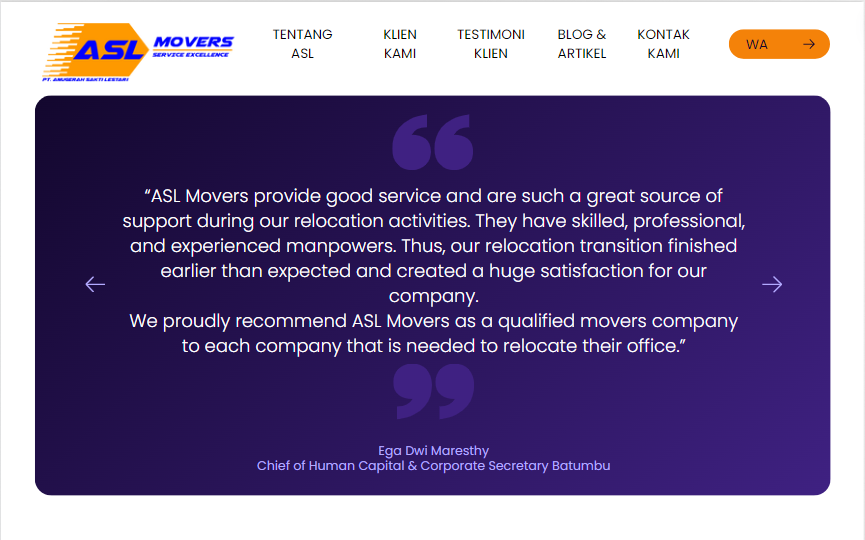 ASL MOVERS
SERVICE EXCELLENCE
PT. ANUGERAH SAKTI LESTARI
TENTANG
ASL
KLIEN
KAMI
TESTIMONI
KLIEN
BLOG &
ARTIKEL
KONTAK
KAMI
WA
“ASL Movers provide good service and are such a great source of
support during our relocation activities. They have skilled, professional,
and experienced manpowers. Thus, our relocation transition finished
earlier than expected and created a huge satisfaction for our
company.
We proudly recommend ASL Movers as a qualified movers company
to each company that is needed to relocate their office.”
Ega Dwi Maresthy
Chief of Human Capital & Corporate Secretary Batumbu